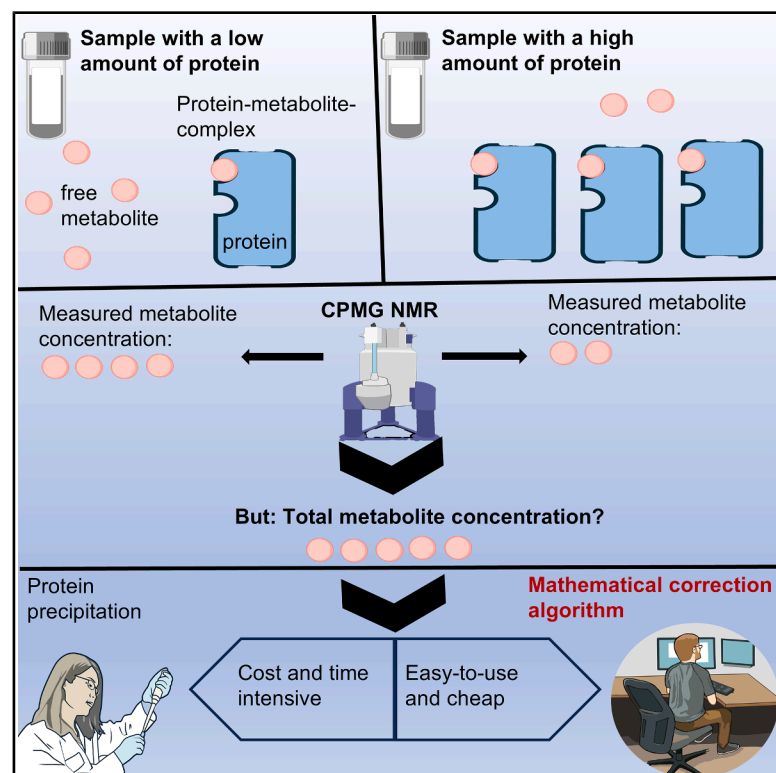 Sample with a low
amount of protein
Sample with a high
amount of protein
Protein-metabolite-
complex
free
metabolite
protein
Measured metabolite
concentration:
CPMG NMR
Measured metabolite
concentration:
But: Total metabolite concentration?
Protein
precipitation
Mathematical correction
algorithm
Cost and time
intensive
Easy-to-use
and cheap